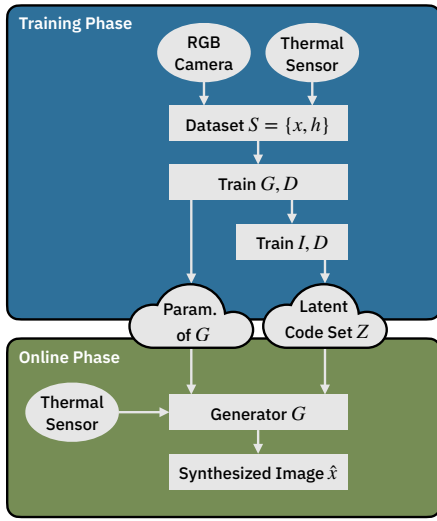 Training Phase
RGB
Camera
Thermal
Sensor
Dataset S = {x, h}
Train G, D
Train I, D
Param.
of G
Latent
Code Set Z
Online Phase
Thermal
Sensor
Generator G
Synthesized Image x̂